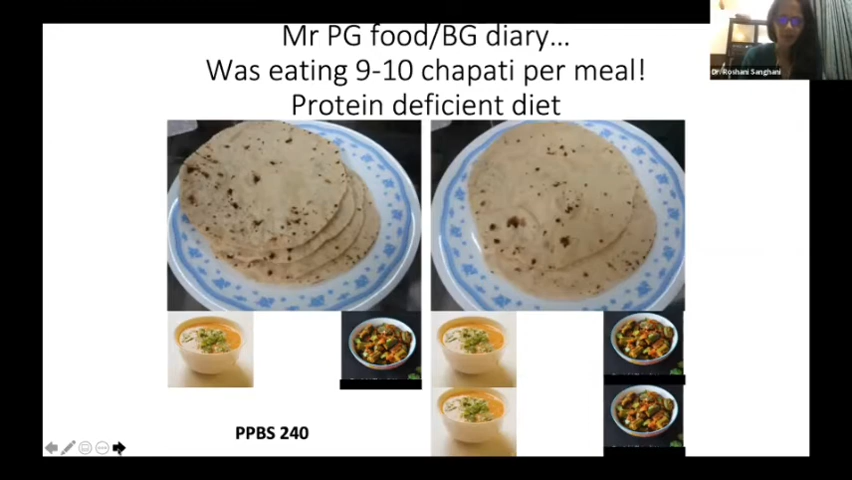 Mr PG food/BG diary...
Was eating 9-10 chapati per meal!
Protein deficient diet
Dr. Roshani Sanghani
PPBS 240